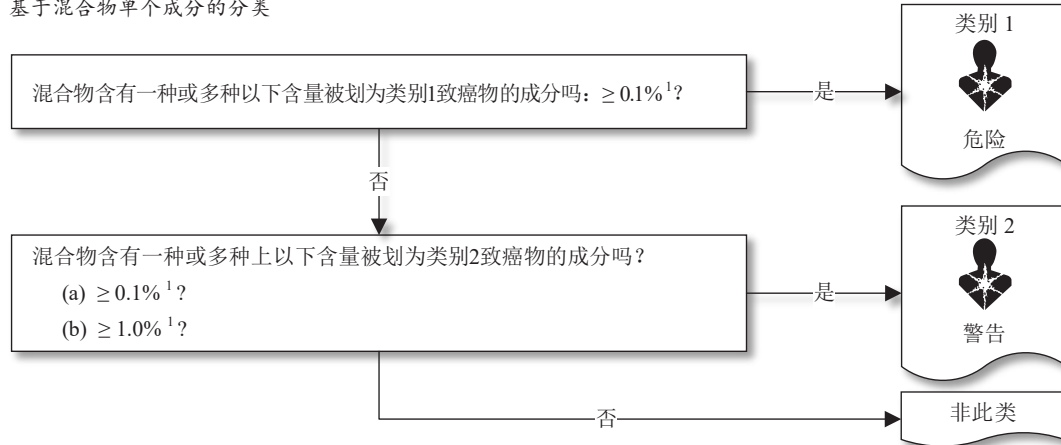 基于混合物单个成分的分类
类别 1
混合物含有一种或多种以下含量被划为类别1致癌物的成分吗：≥ 0.1% 1?
是
危险
否
类别 2
混合物含有一种或多种上以下含量被划为类别2致癌物的成分吗？
(a) ≥ 0.1% 1?
(b) ≥ 1.0% 1?
是
警告
否
非此类